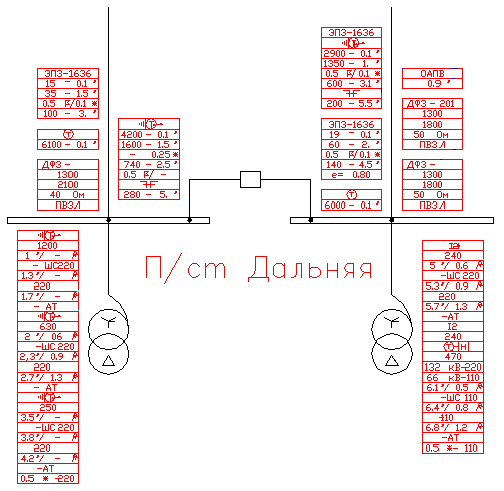 ЭПЗ-1636
15 - 0.1 "
35 - 1.5 "
0.5 /0.1 *
100 - 3. "
6100 - 0.1 "
ДФЗ -
1300
2100
40 Ом
ПВЗЛ
4200 - 0.1 "
1600 - 1.5 "
- 0.25 *
740 - 2.5 "
0.5 / -
280 - 5. "
ЭПЗ-1636
2900 - 0.1 "
1350 - 1. "
0.5 /0.1 *
600 - 3.1 "
200 - 5.5 "
ЭПЗ-1636
19 - 0.1 "
60 - 2. "
0.5 /0.1 *
140 - 4.5 "
e= 0.80
6000 - 0.1 "
ОАПВ
0.9 "
ДФЗ - 201
1300
1800
50 Ом
ПВЗЛ
ДФЗ -
1300
1800
50 Ом
ПВЗЛ
П/ст Дальняя
1200
1 "/ -
- ШС220
1.3"/ -
220
1.7"/ -
- АТ
630
2 "/ 06
-ШС220
2,3"/ 0.9
220
2.7"/ 1.3
- АТ
250
3.5"/ -
-ШС220
3.8"/ -
220
4.2"/ -
-АТ
0.5 * -220
240
5 "/ 0.6
-ШС220
5.3"/ 0.9
220
5.7"/ 1.3
-АТ
I2
240
470
132 кВ-220
66 кВ-110
6.1"/ 0.5
-ШС 110
6.4"/ 0.8
-110
6.8"/ 1.2
-АТ
0.5 *- 110